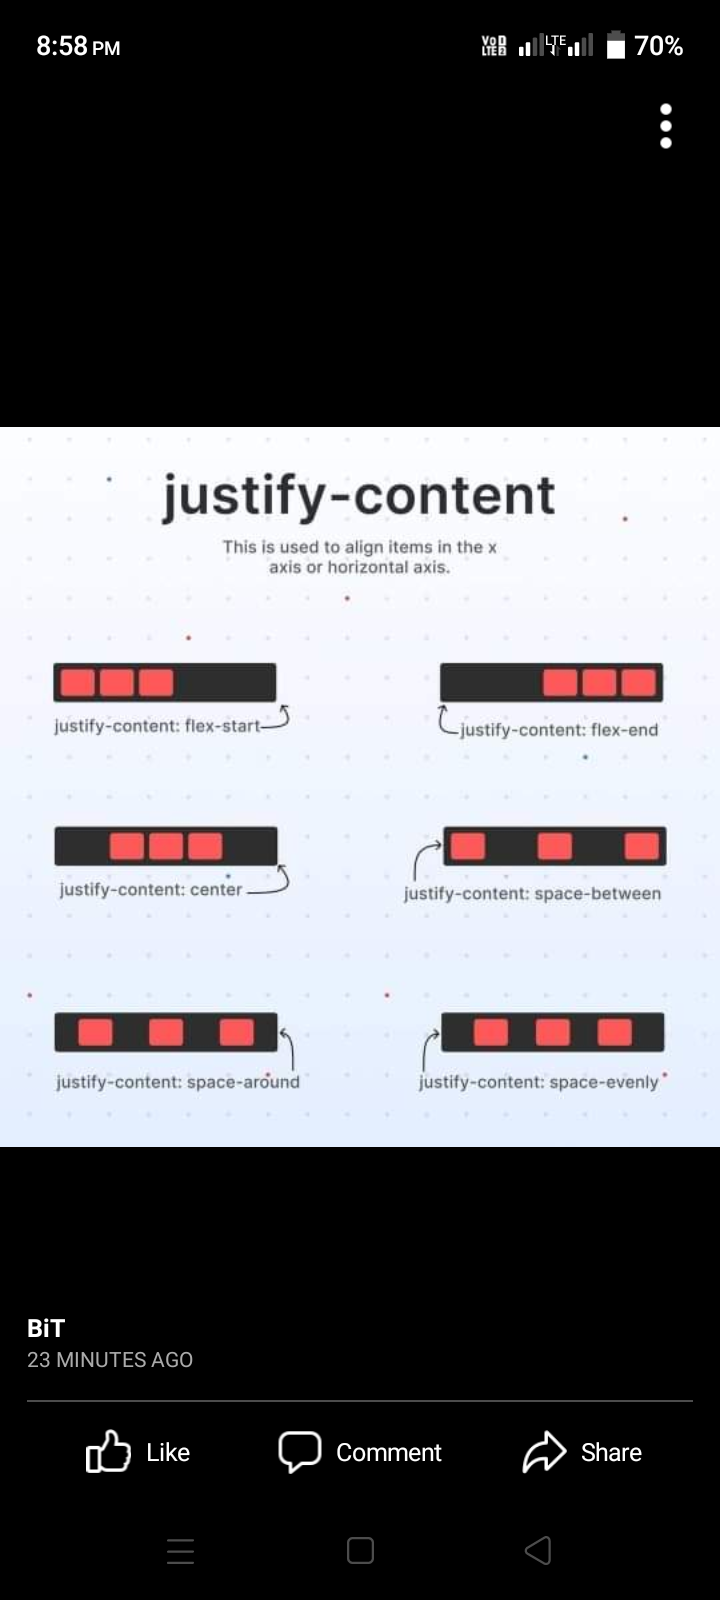 8:58 PM
VoD LTE2 LTE 70%
justify-content
This is used to align items in the x
axis or horizontal axis.
justify-content: flex-start
justify-content: flex-end
justify-content: center
justify-content: space-between
justify-content: space-around
justify-content: space-evenly
BiT
23 MINUTES AGO
Like
Comment
Share